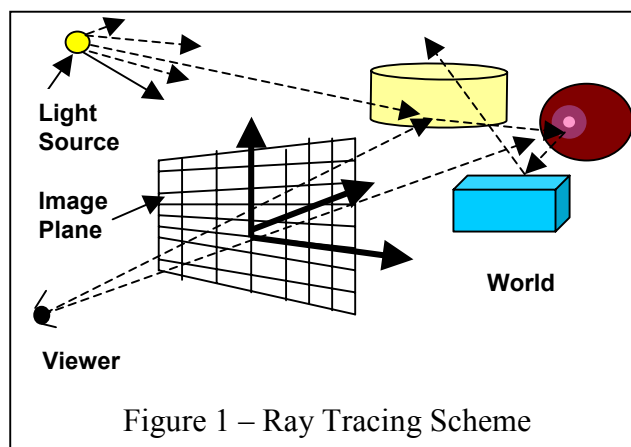 Light
Source
Image
Plane
World
Viewer
Figure 1 – Ray Tracing Scheme